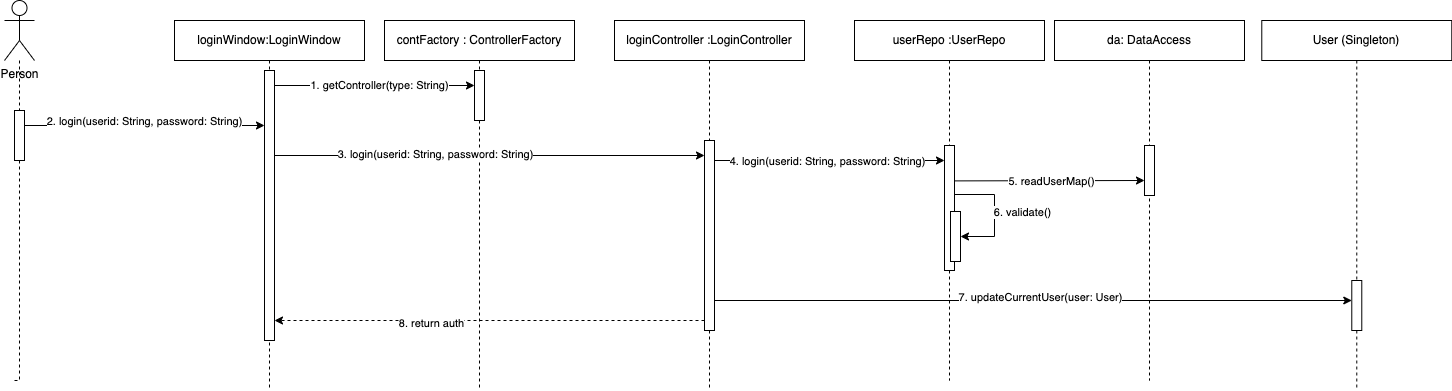 Person
loginWindow:LoginWindow
contFactory : ControllerFactory
loginController :LoginController
userRepo :UserRepo
da: DataAccess
User (Singleton)
1. getController(type: String)
2. login(userid: String, password: String)
3. login(userid: String, password: String)
4. login(userid: String, password: String)
5. readUserMap()
6. validate()
7. updateCurrentUser(user: User)
8. return auth